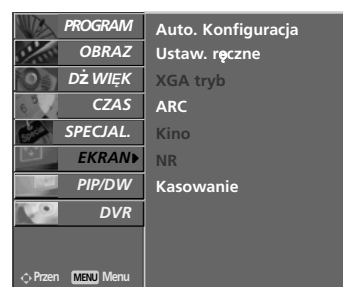 PROGRAM
OBRAZ
DŻWIĘK
CZAS
SPECJAL.
EKRAN
PIP/DW
DVR
Przen MENU Menu
Auto. Konfiguracja
Ustaw. ręczne
XGA tryb
ARC
Kino
NR
Kasowanie